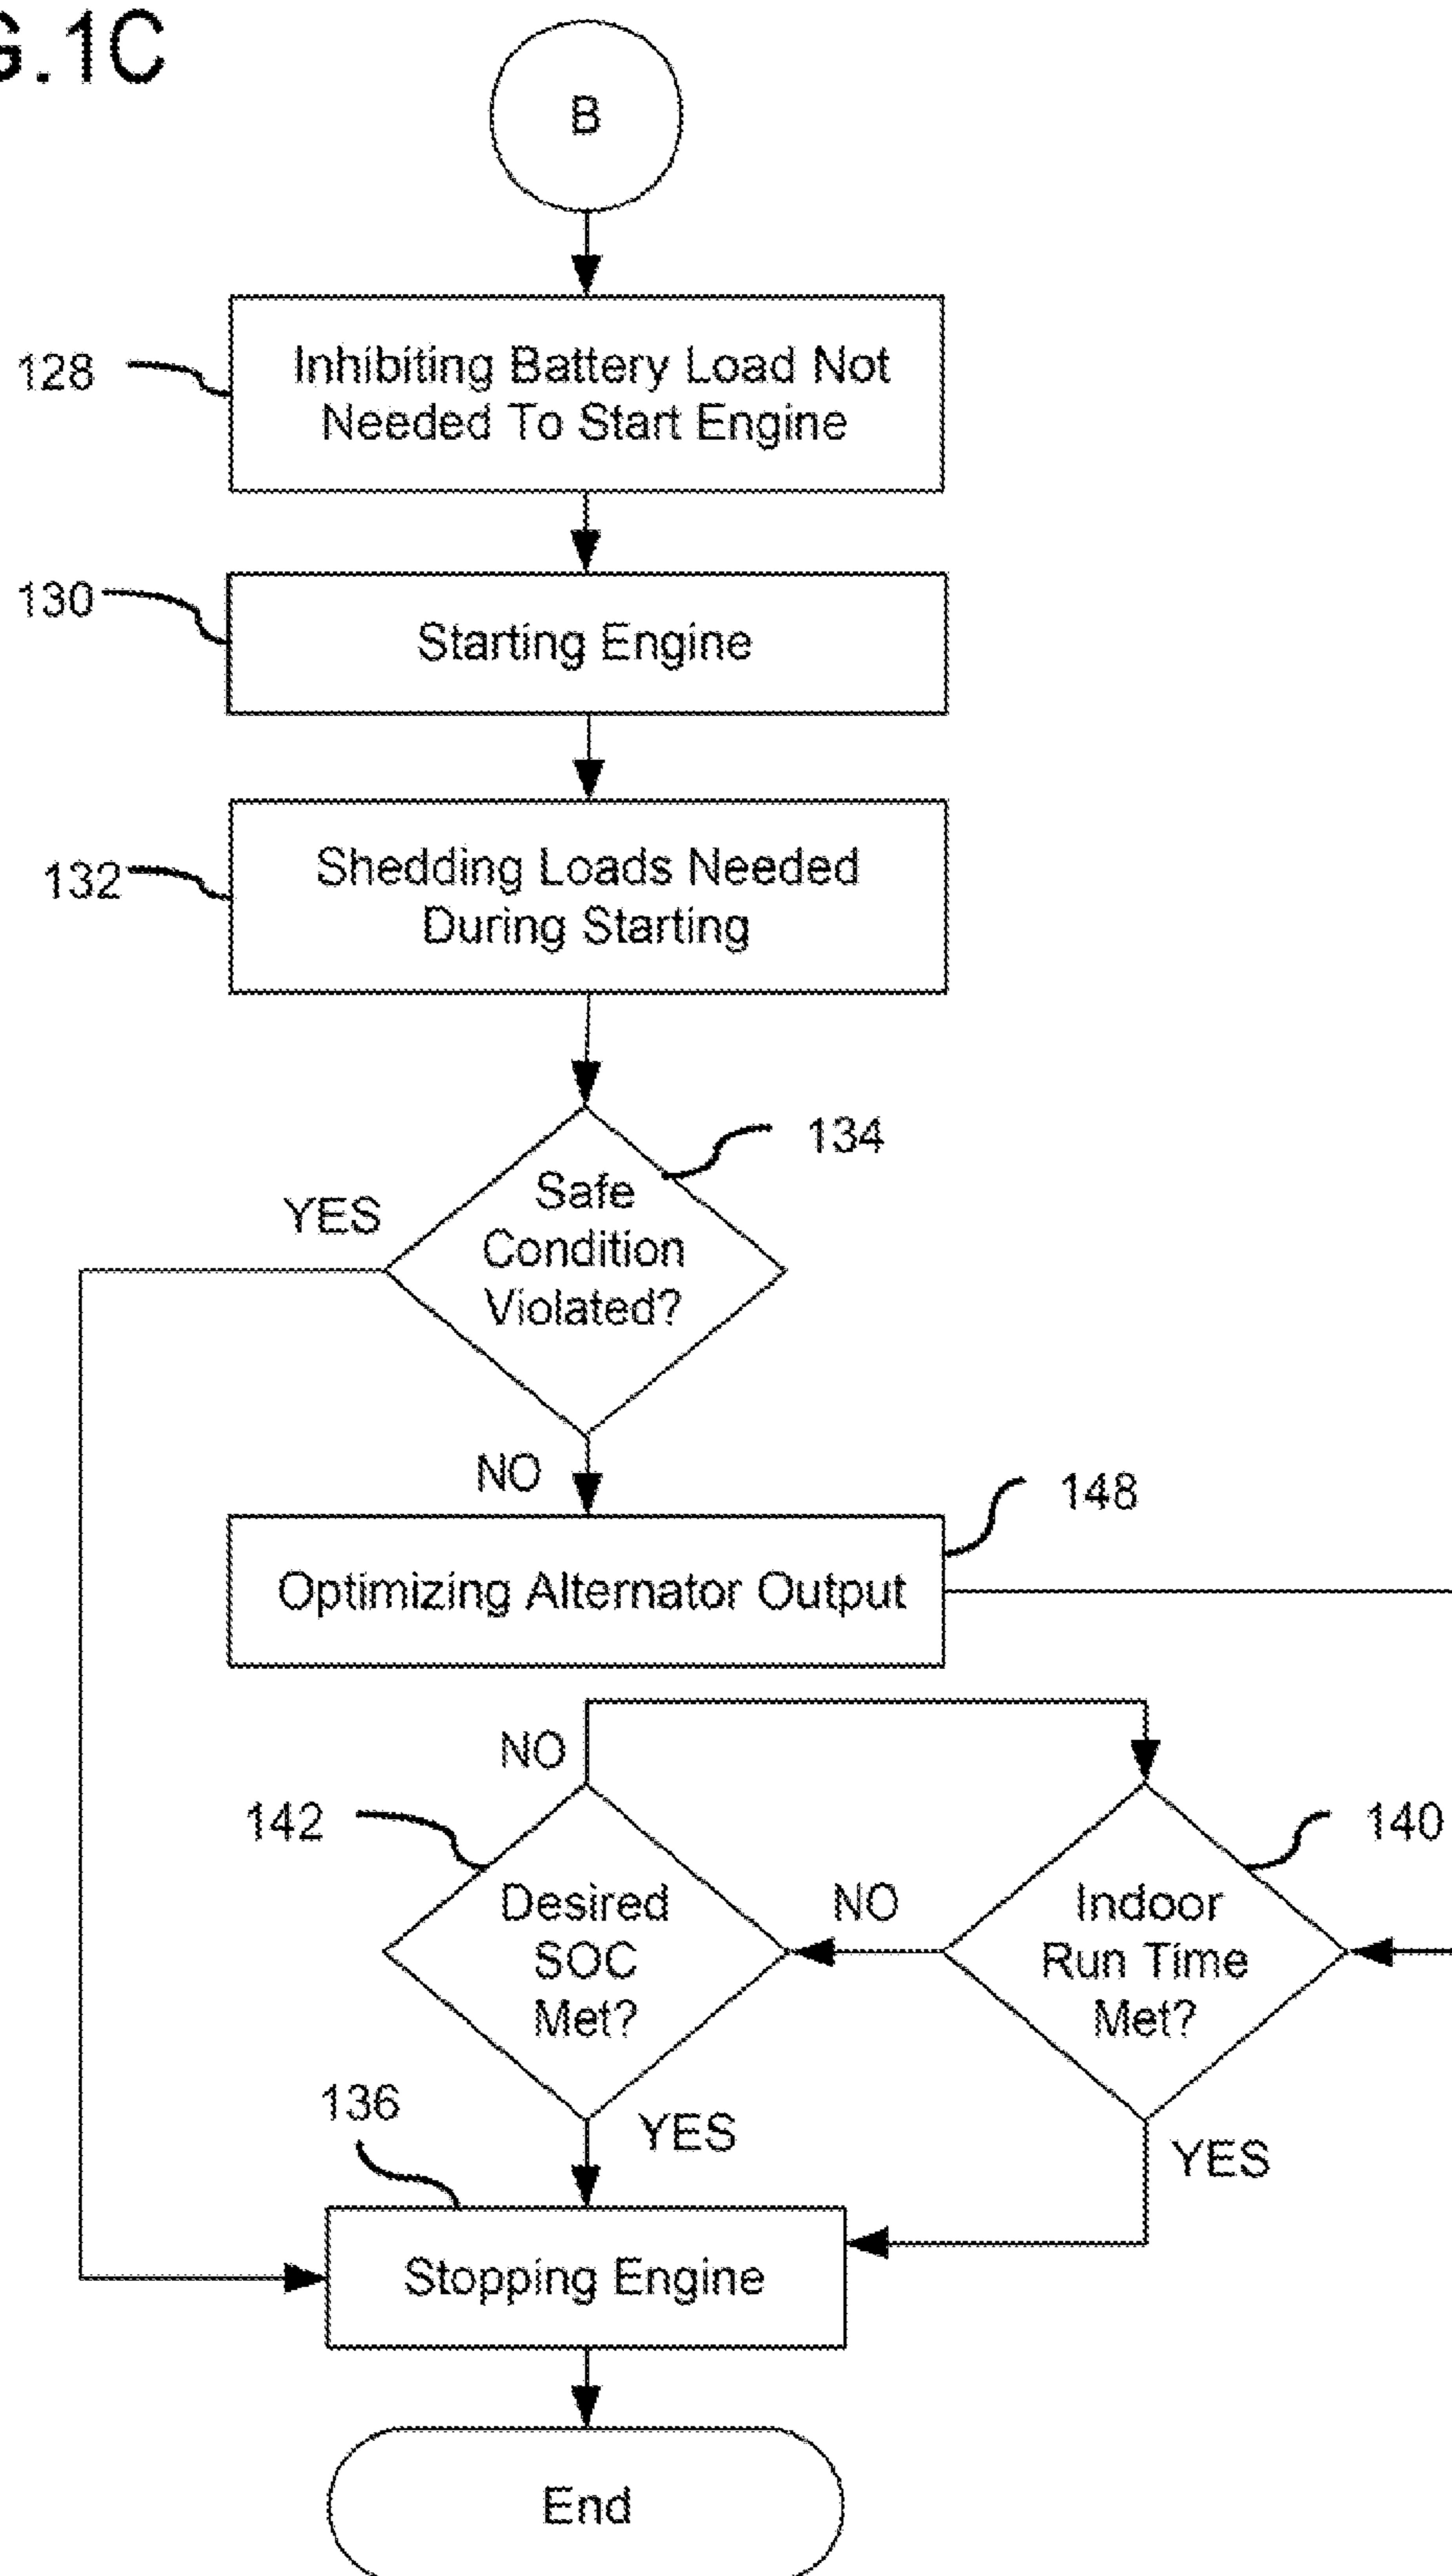 G.1C
B
128
Inhibiting Battery Load Not
Needed To Start Engine
130
Starting Engine
132
Shedding Loads Needed
During Starting
134
YES
Safe
Condition
Violated?
NO
148
Optimizing Alternator Output
NO
142
140
Desired
SOC
Met?
NO
Indoor
Run Time
Met?
136
YES
YES
Stopping Engine
End